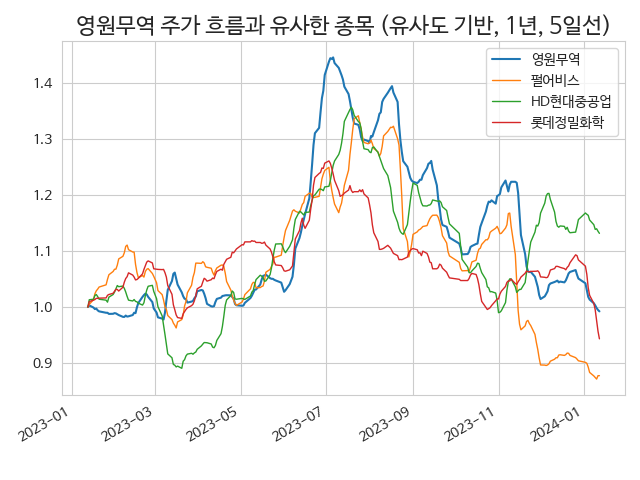 영원무역 주가 흐름과 유사한 종목 (유사도 기반, 1년, 5일선)
영원무역
펄어비스
HD현대중공업
롯데정밀화학
1.4
1.3
1.2
1.1
1.0
0.9
2023-01
2023-03
2023-05
2023-07
2023-09
2023-11
2024-01